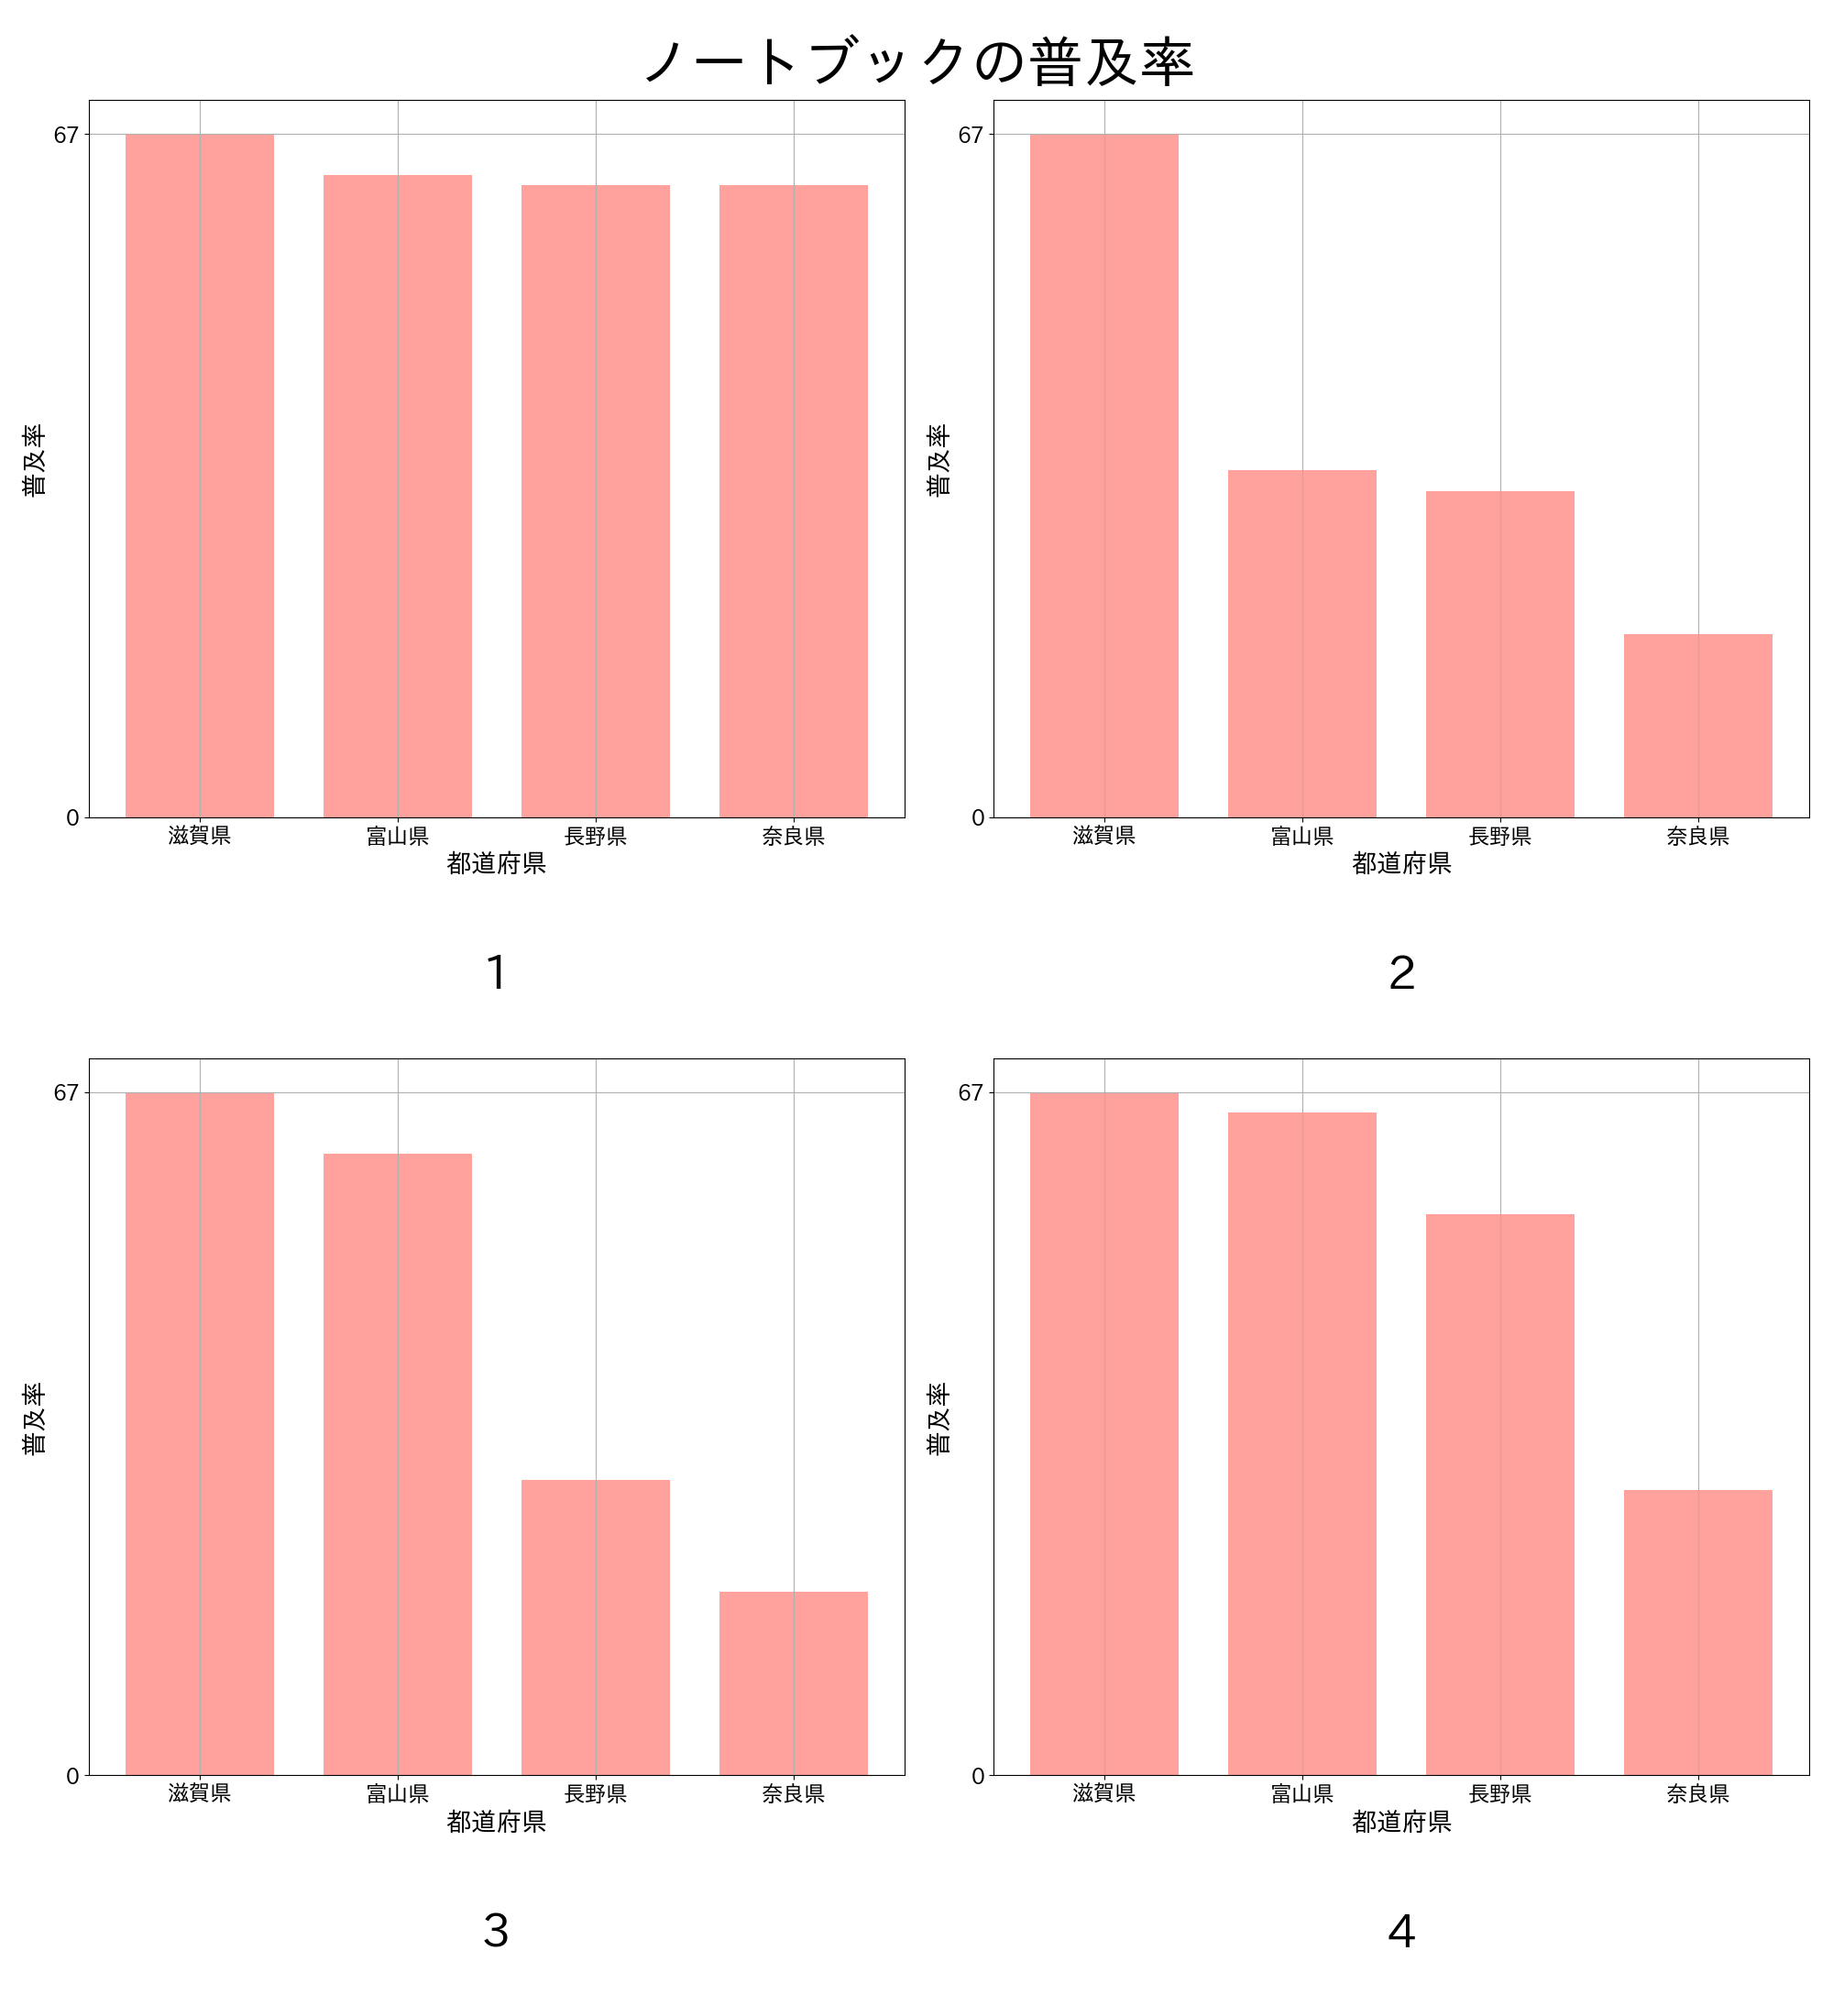 ノートブックの普及率
67
0
普及率
滋賀県 富山県 長野県 奈良県
都道府県
1
67
0
普及率
滋賀県 富山県 長野県 奈良県
都道府県
2
67
0
普及率
滋賀県 富山県 長野県 奈良県
都道府県
3
67
0
普及率
滋賀県 富山県 長野県 奈良県
都道府県
4